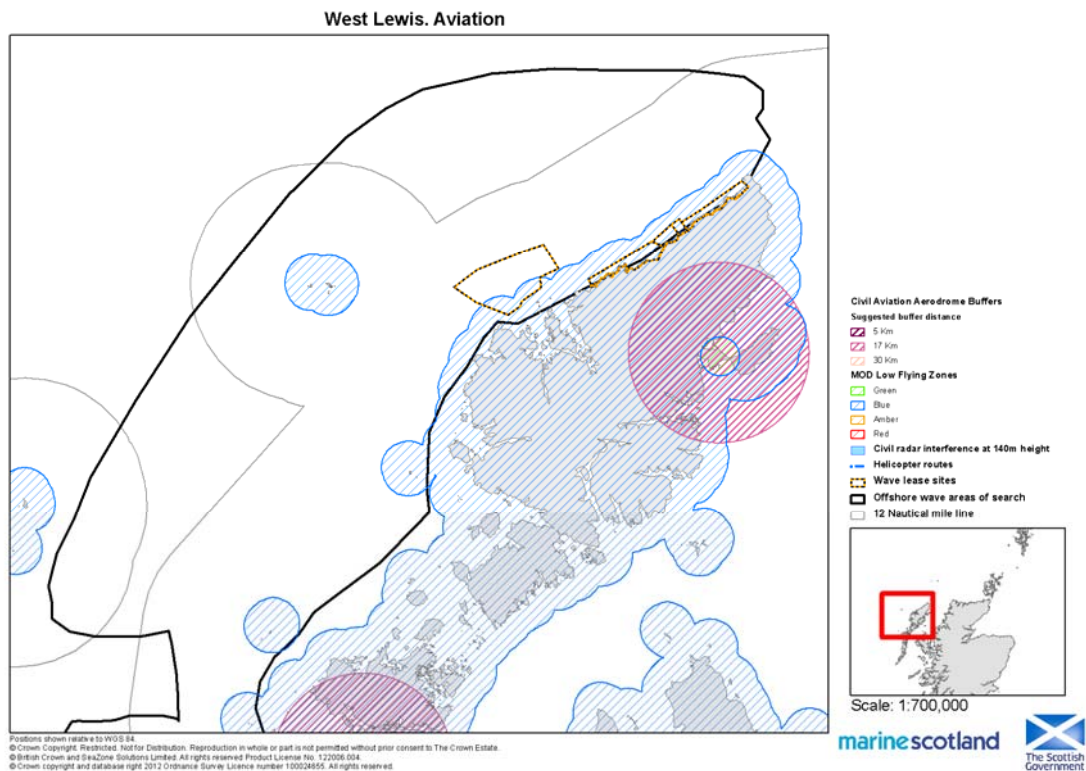 West Lewis. Aviation
Civil Aviation Aerodrome Buffers
Suggested buffer distance
5 Km
17 Km
30 Km
MOD Low Flying Zones
Green
Blue
Amber
Red
Civil radar interference at 140m height
Helicopter routes
Wave lease sites
Offshore wave areas of search
12 Nautical mile line
Scale: 1:700,000
Positions shown relative to WGS 84.
© Crown Copyright. Restricted. Not for Distribution. Reproduction in whole or part is not permitted without prior consent to The Crown Estate.
© British Crown and SeaZone Solutions Limited. All rights reserved. Product License No. 122006.004.
© Crown copyright and database right 2012 Ordnance Survey Licence number 100024655. All rights reserved.
marinescotland
The Scottish
Government